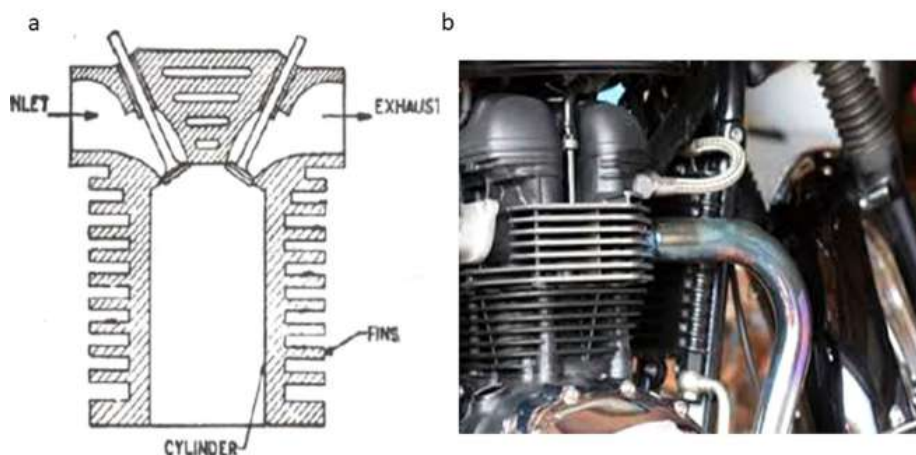 a
b
NLET
EXHAUST
FINS
CYLINDER